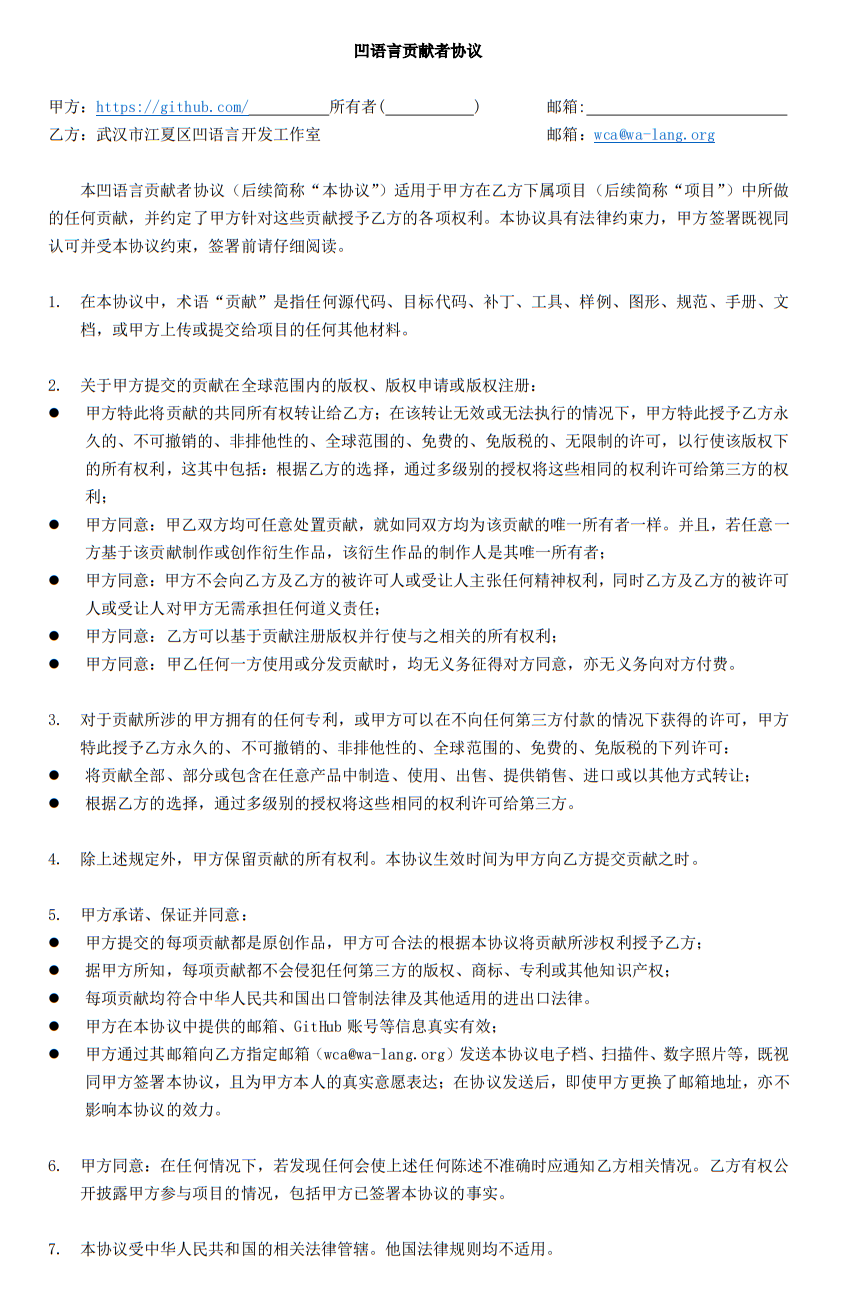 凹语言贡献者协议
甲方：https://github.com/__________所有者(___________) 邮箱:_________________________
乙方：武汉市江夏区凹语言开发工作室 邮箱：wca@wa-lang.org
本凹语言贡献者协议（后续简称“本协议”）适用于甲方在乙方下属项目（后续简称“项目”）中所做
的任何贡献，并约定了甲方针对这些贡献授予乙方的各项权利。本协议具有法律约束力，甲方签署既视同
认可并受本协议约束，签署前请仔细阅读。
1. 在本协议中，术语“贡献”是指任何源代码、目标代码、补丁、工具、样例、图形、规范、手册、文
档，或甲方上传或提交给项目的任何其他材料。
2. 关于甲方提交的贡献在全球范围内的版权、版权申请或版权注册：
● 甲方特此将贡献的共同所有权转让给乙方；在该转让无效或无法执行的情况下，甲方特此授予乙方永
久的、不可撤销的、非排他性的、全球范围的、免费的、免版税的、无限制的许可，以行使该版权下
的所有权利，这其中包括：根据乙方的选择，通过多级别的授权将这些相同的权利许可给第三方的权
利；
● 甲方同意：甲乙双方均可任意处置贡献，就如同双方均为该贡献的唯一所有者一样。并且，若任意一
方基于该贡献制作或创作衍生作品，该衍生作品的制作人是其唯一所有者；
● 甲方同意：甲方不会向乙方及乙方的被许可人或受让人主张任何精神权利，同时乙方及乙方的被许可
人或受让人对甲方无需承担任何道义责任；
● 甲方同意：乙方可以基于贡献注册版权并行使与之相关的所有权利；
● 甲方同意：甲乙任何一方使用或分发贡献时，均无义务征得对方同意，亦无义务向对方付费。
3. 对于贡献所涉的甲方拥有的任何专利，或甲方可以在不向任何第三方付款的情况下获得的许可，甲方
特此授予乙方永久的、不可撤销的、非排他性的、全球范围的、免费的、免版税的下列许可：
● 将贡献全部、部分或包含在任意产品中制造、使用、出售、提供销售、进口或以其他方式转让；
● 根据乙方的选择，通过多级别的授权将这些相同的权利许可给第三方。
4. 除上述规定外，甲方保留贡献的所有权利。本协议生效时间为甲方向乙方提交贡献之时。
5. 甲方承诺、保证并同意：
● 甲方提交的每项贡献都是原创作品，甲方可合法的根据本协议将贡献所涉权利授予乙方；
● 据甲方所知，每项贡献都不会侵犯任何第三方的版权、商标、专利或其他知识产权；
● 每项贡献均符合中华人民共和国出口管制法律及其他适用的进出口法律。
● 甲方在本协议中提供的邮箱、GitHub 账号等信息真实有效；
● 甲方通过其邮箱向乙方指定邮箱（wca@wa-lang.org）发送本协议电子档、扫描件、数字照片等，既视
同甲方签署本协议，且为甲方本人的真实意愿表达；在协议发送后，即使甲方更换了邮箱地址，亦不
影响本协议的效力。
6. 甲方同意：在任何情况下，若发现任何会使上述任何陈述不准确时应通知乙方相关情况。乙方有权公
开披露甲方参与项目的情况，包括甲方已签署本协议的事实。
7. 本协议受中华人民共和国的相关法律管辖。他国法律规则均不适用。